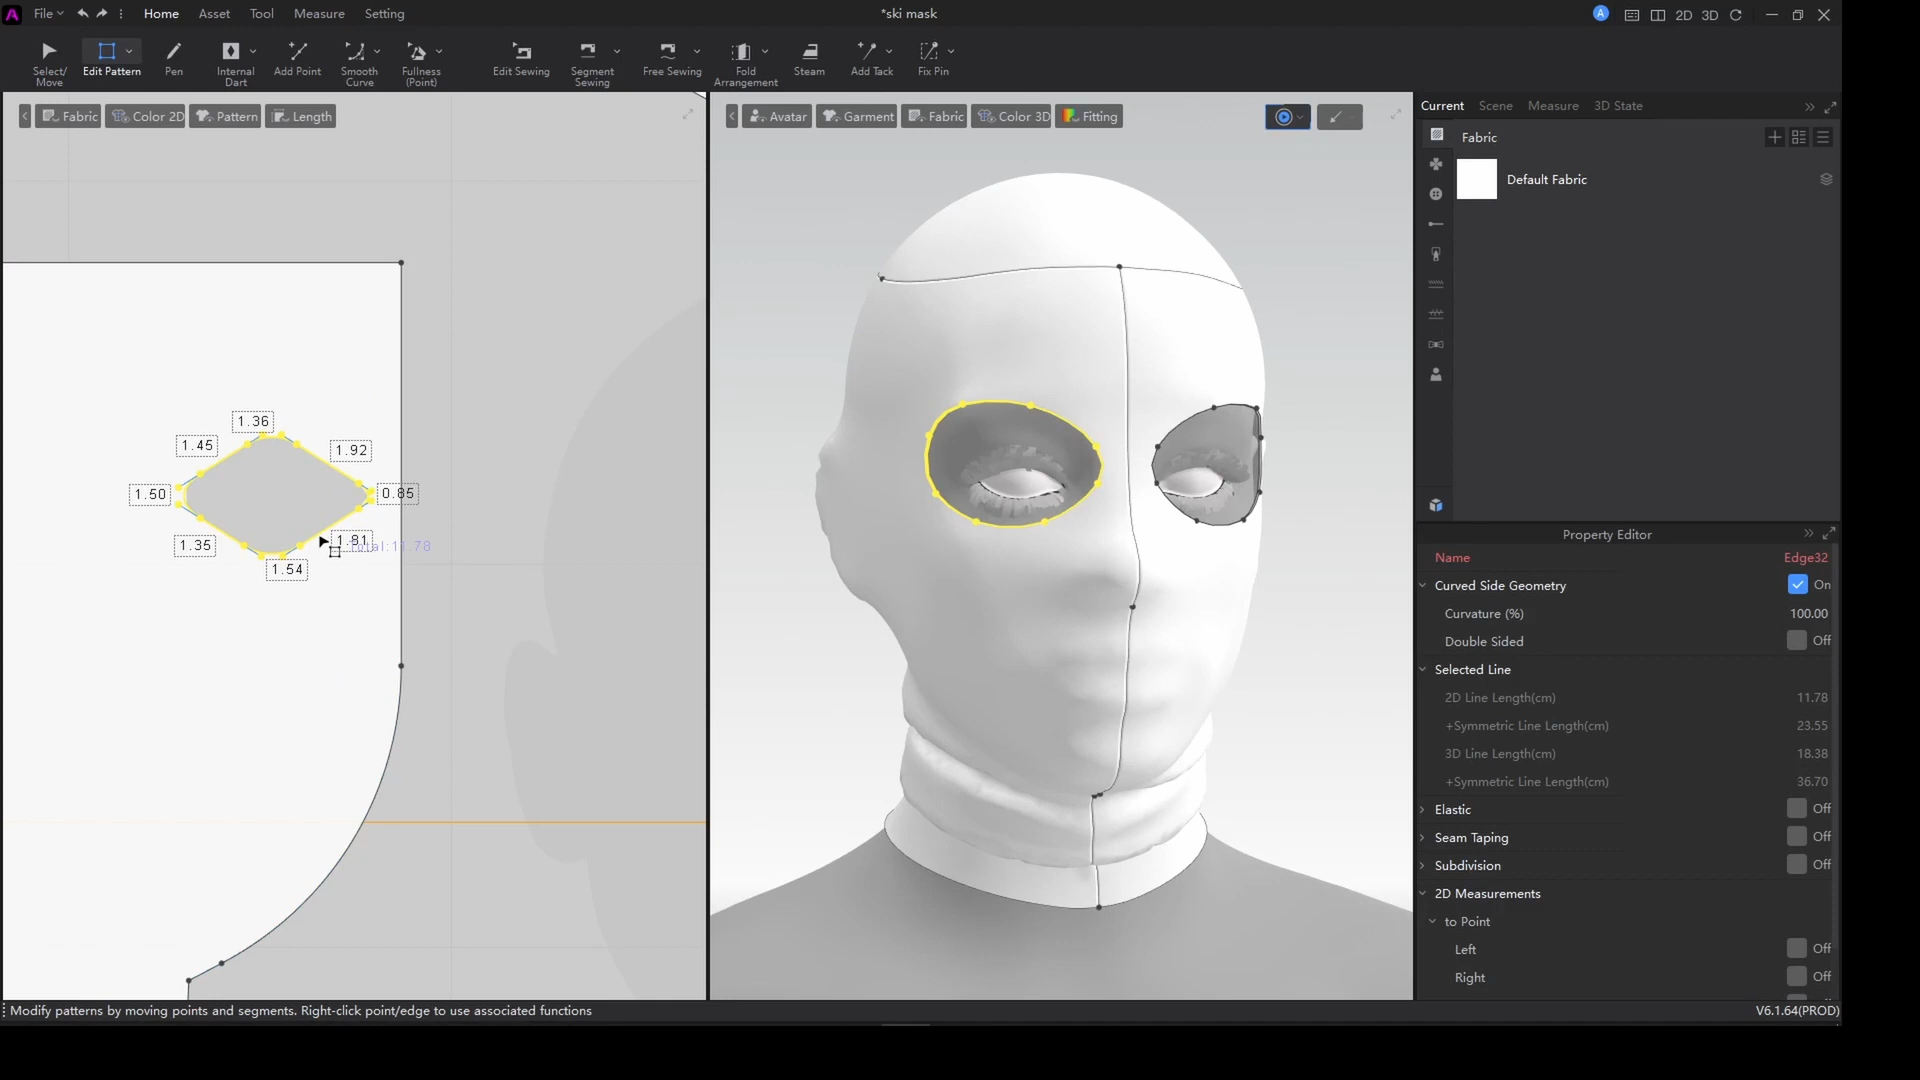 File
Home
Asset
Tool
Measure
Setting
*ski mask
A
2D
3D
Select/
Move
Edit Pattern
Pen
Internal
Dart
Add Point
Smooth
Curve
Fullness
(Point)
Edit Sewing
Segment
Sewing
Free Sewing
Fold
Arrangement
Steam
Add Tack
Fix Pin
Fabric
Color 2D
Pattern
Length
Avatar
Garment
Fabric
Color 3D
Fitting
Current
Scene
Measure
3D State
Fabric
Default Fabric
1.36
1.45
1.92
1.50
0.85
1.35
1.81
Total:11.78
1.54
Property Editor
Name Edge32
Curved Side Geometry On
Curvature (%) 100.00
Double Sided Off
Selected Line
2D Line Length(cm) 11.78
+Symmetric Line Length(cm) 23.55
3D Line Length(cm) 18.38
+Symmetric Line Length(cm) 36.70
Elastic Off
Seam Taping Off
Subdivision Off
2D Measurements
to Point
Left Off
Right Off
Modify patterns by moving points and segments. Right-click point/edge to use associated functions
V6.1.64(PROD)